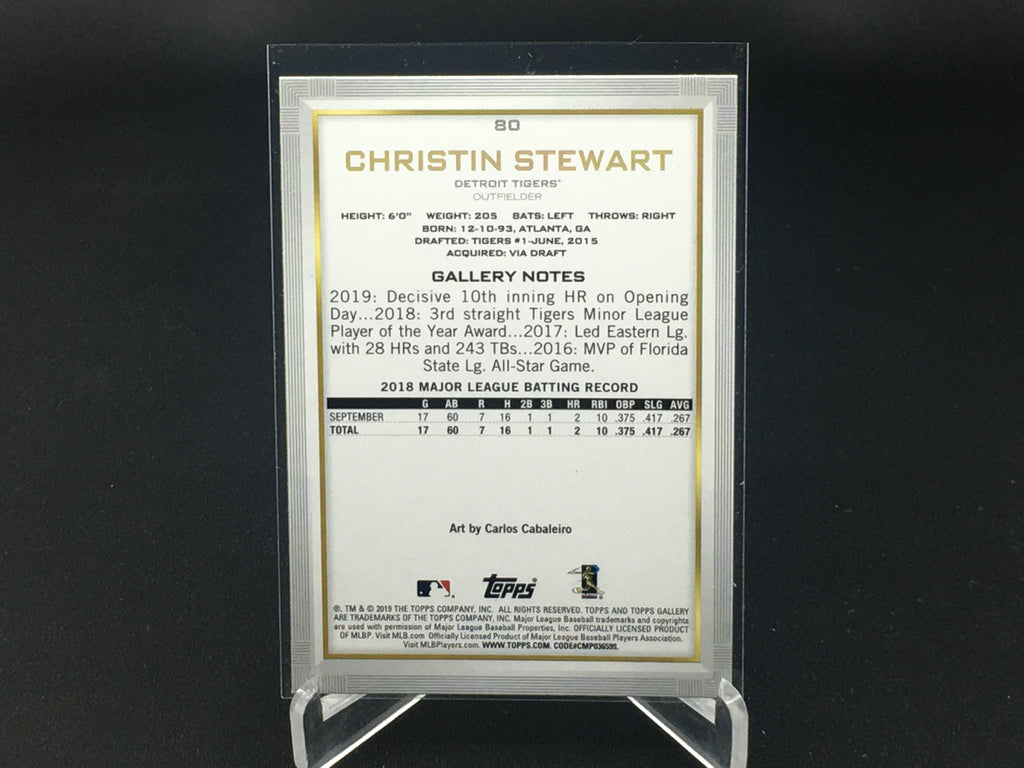 80
CHRISTIN STEWART
DETROIT TIGERS®
OUTFIELDER
HEIGHT: 6'0" WEIGHT: 205 BATS: LEFT THROWS: RIGHT
BORN: 12-10-93, ATLANTA, GA
DRAFTED: TIGERS #1-JUNE, 2015
ACQUIRED: VIA DRAFT
GALLERY NOTES
2019: Decisive 10th inning HR on Opening
Day...2018: 3rd straight Tigers Minor League
Player of the Year Award...2017: Led Eastern Lg.
with 28 HRs and 243 TBs...2016: MVP of Florida
State Lg. All-Star Game.
2018 MAJOR LEAGUE BATTING RECORD
G AB R H 2B 3B HR RBI OBP SLG AVG
SEPTEMBER 17 60 7 16 1 1 2 10 .375 .417 .267
TOTAL 17 60 7 16 1 1 2 10 .375 .417 .267
Art by Carlos Cabaleiro
topps®
®, TM & © 2019 THE TOPPS COMPANY, INC. ALL RIGHTS RESERVED. TOPPS AND TOPPS GALLERY
ARE TRADEMARKS OF THE TOPPS COMPANY, INC. Major League Baseball trademarks and copyrights
are used with permission of Major League Baseball Properties, Inc. OFFICIALLY LICENSED PRODUCT
OF MLBP. Visit MLB.com Officially Licensed Product of Major League Baseball Players Association.
Visit MLBPlayers.com. WWW.TOPPS.COM. CODE#CMP036599.